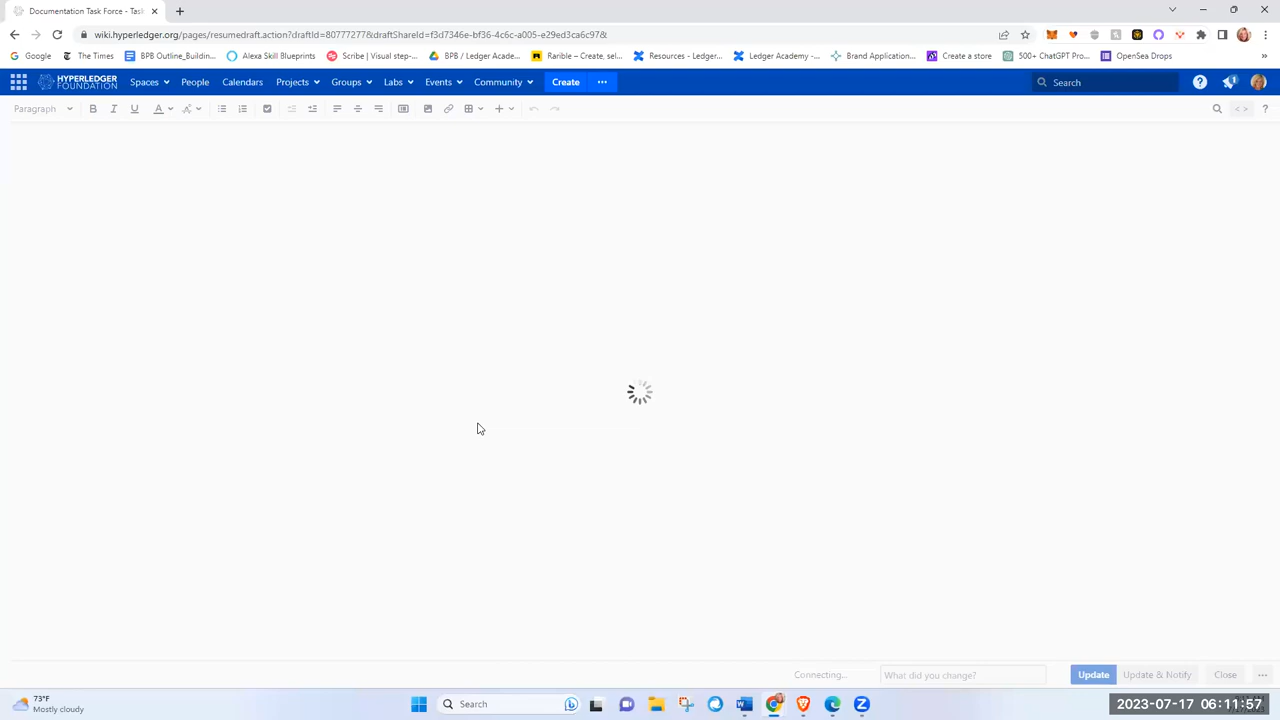 Documentation Task Force - Tas
wiki.hyperledger.org/pages/resumedraft.action?draftId=80777277&draftShareId=f3d7346e-bf36-4c6c-a005-e29ed3ca6c97&
Google The Times BPB Outline_Buildin... Alexa Skill Blueprints Scribe | Visual step-... BPB / Ledger Acade... Rarible – Create, sel... Resources - Ledger... Ledger Academy -... Brand Application... Create a store 500+ ChatGPT Pro... OpenSea Drops »
HYPERLEDGER FOUNDATION Spaces People Calendars Projects Groups Labs Events Community Create ••• Search
Paragraph B I U A
Connecting... What did you change? Update Update & Notify Close •••
73°F
Mostly cloudy
Search
2023-07-17 06:11:57